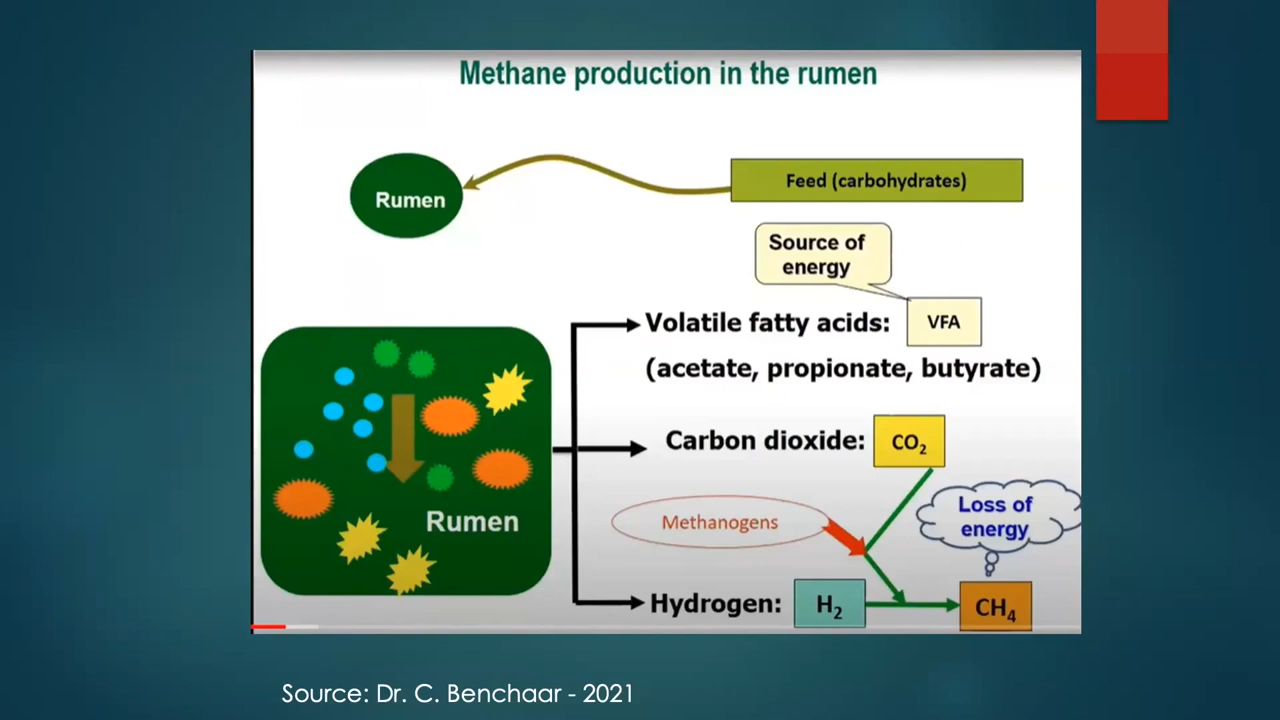 Methane production in the rumen
Rumen
Feed (carbohydrates)
Source of
energy
Volatile fatty acids:
VFA
(acetate, propionate, butyrate)
Carbon dioxide:
CO₂
Methanogens
Loss of
energy
Rumen
Hydrogen:
H₂
CH₄
Source: Dr. C. Benchaar - 2021